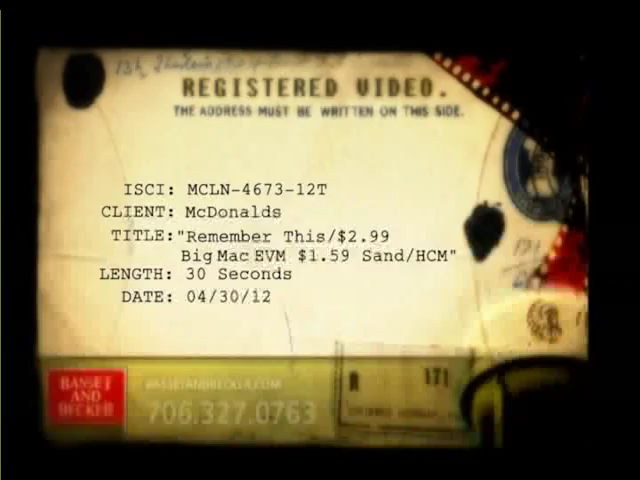 REGISTERED VIDEO.
THE ADDRESS MUST BE WRITTEN ON THIS SIDE.
ISCI: MCLN-4673-12T
CLIENT: McDonalds
TITLE: "Remember This/$2.99
Big Mac EVM $1.59 Sand/HCM"
LENGTH: 30 Seconds
DATE: 04/30/12
BANSET
AND
BECKER
706.327.0763
R 171